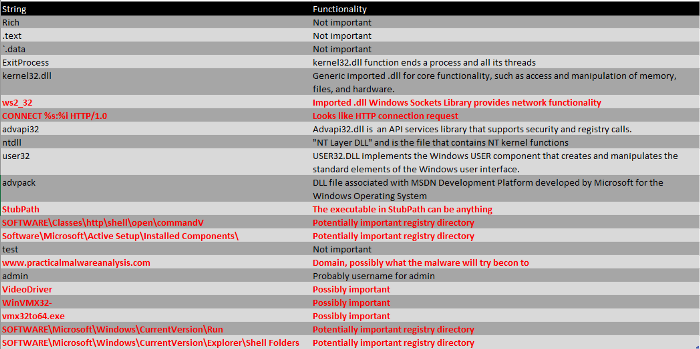 String Functionality
Rich Not important
.text Not important
`.data Not important
ExitProcess kernel32.dll function ends a process and all its threads
kernel32.dll Generic imported .dll for core functionality, such as access and manipulation of memory,
files, and hardware.
ws2_32 Imported .dll Windows Sockets Library provides network functionality
CONNECT %s:%i HTTP/1.0 Looks like HTTP connection request
advapi32 Advapi32.dll is an API services library that supports security and registry calls.
ntdll "NT Layer DLL" and is the file that contains NT kernel functions
user32 USER32.DLL implements the Windows USER component that creates and manipulates the
standard elements of the Windows user interface.
advpack DLL file associated with MSDN Development Platform developed by Microsoft for the
Windows Operating System
StubPath The executable in StubPath can be anything
SOFTWARE\Classes\http\shell\open\commandV Potentially important registry directory
Software\Microsoft\Active Setup\Installed Components\ Potentially important registry directory
test Not important
www.practicalmalwareanalysis.com Domain, possibly what the malware will try becon to
admin Probably username for admin
VideoDriver Possibly important
WinVMX32- Possibly important
vmx32to64.exe Possibly important
SOFTWARE\Microsoft\Windows\CurrentVersion\Run Potentially important registry directory
SOFTWARE\Microsoft\Windows\CurrentVersion\Explorer\Shell Folders Potentially important registry directory